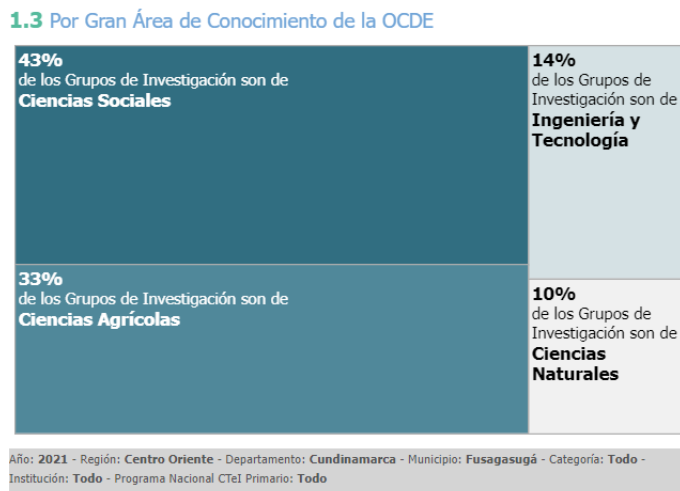 1.3 Por Gran Área de Conocimiento de la OCDE
43%
de los Grupos de Investigación son de
Ciencias Sociales
14%
de los Grupos de
Investigación son de
Ingeniería y
Tecnología
33%
de los Grupos de Investigación son de
Ciencias Agrícolas
10%
de los Grupos de
Investigación son de
Ciencias
Naturales
Año: 2021 - Región: Centro Oriente - Departamento: Cundinamarca - Municipio: Fusagasugá - Categoría: Todo -
Institución: Todo - Programa Nacional CTeI Primario: Todo